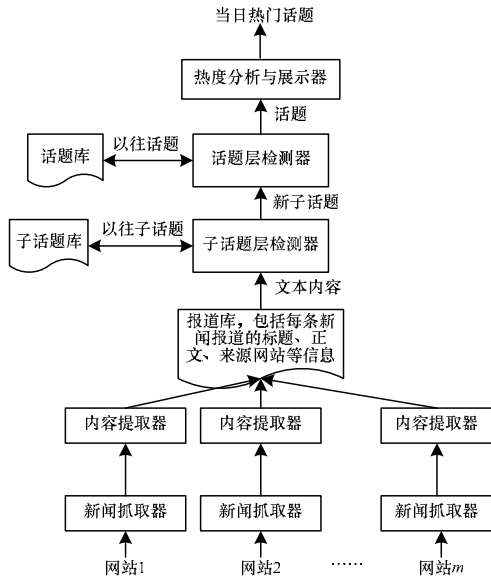 当日热门话题
热度分析与展示器
话题
话题库
以往话题
话题层检测器
新子话题
子话题库
以往子话题
子话题层检测器
文本内容
报道库，包括每条新
闻报道的标题、正
文、来源网站等信息
内容提取器
内容提取器
内容提取器
新闻抓取器
新闻抓取器
新闻抓取器
网站1
网站2
……
网站m